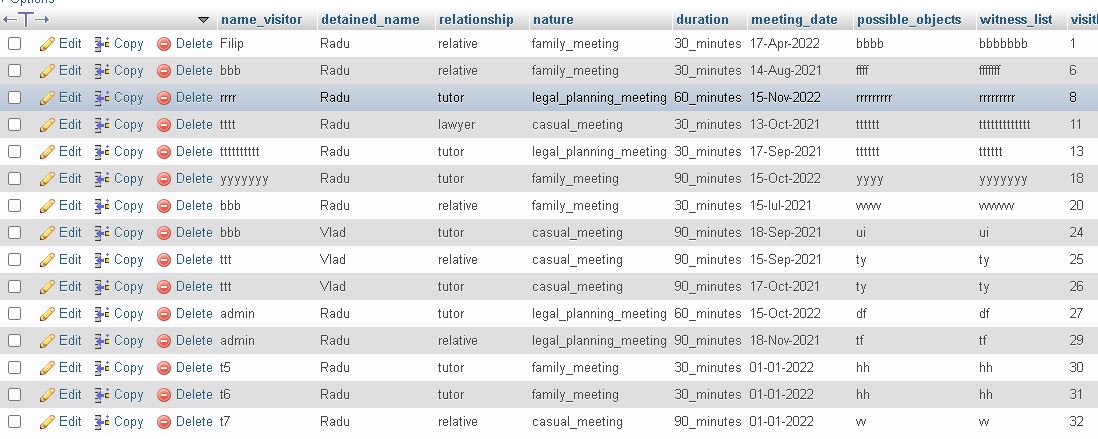 Options
name_visitor detained_name relationship nature duration meeting_date possible_objects witness_list
Edit Copy Delete Filip Radu relative family_meeting 30_minutes 17-Apr-2022 bbbb bbbbbbb 1
Edit Copy Delete bbb Radu relative family_meeting 30_minutes 14-Aug-2021 ffff fffffff 6
Edit Copy Delete rrrr Radu tutor legal_planning_meeting 60_minutes 15-Nov-2022 rrrrrrrrr rrrrrrrrr 8
Edit Copy Delete tttt Radu lawyer casual_meeting 30_minutes 13-Oct-2021 tttttt ttttttttttttt 11
Edit Copy Delete tttttttttt Radu tutor legal_planning_meeting 30_minutes 17-Sep-2021 tttttt tttttt 13
Edit Copy Delete yyyyyyy Radu tutor family_meeting 90_minutes 15-Oct-2022 yyyy yyyyyyy 18
Edit Copy Delete bbb Radu relative family_meeting 30_minutes 15-Iul-2021 20
Edit Copy Delete bbb Vlad tutor casual_meeting 90_minutes 18-Sep-2021 ui ui 24
Edit Copy Delete ttt Vlad relative casual_meeting 90_minutes 15-Sep-2021 ty ty 25
Edit Copy Delete ttt Vlad tutor casual_meeting 90_minutes 17-Oct-2021 ty ty 26
Edit Copy Delete admin Radu tutor legal_planning_meeting 60_minutes 15-Oct-2022 df df 27
Edit Copy Delete admin Radu relative legal_planning_meeting 90_minutes 18-Nov-2021 tf tf 29
Edit Copy Delete t5 Radu tutor family_meeting 30_minutes 01-01-2022 hh hh 30
Edit Copy Delete t6 Radu tutor family_meeting 30_minutes 01-01-2022 hh hh 31
Edit Copy Delete t7 Radu relative casual_meeting 90_minutes 01-01-2022 w w 32